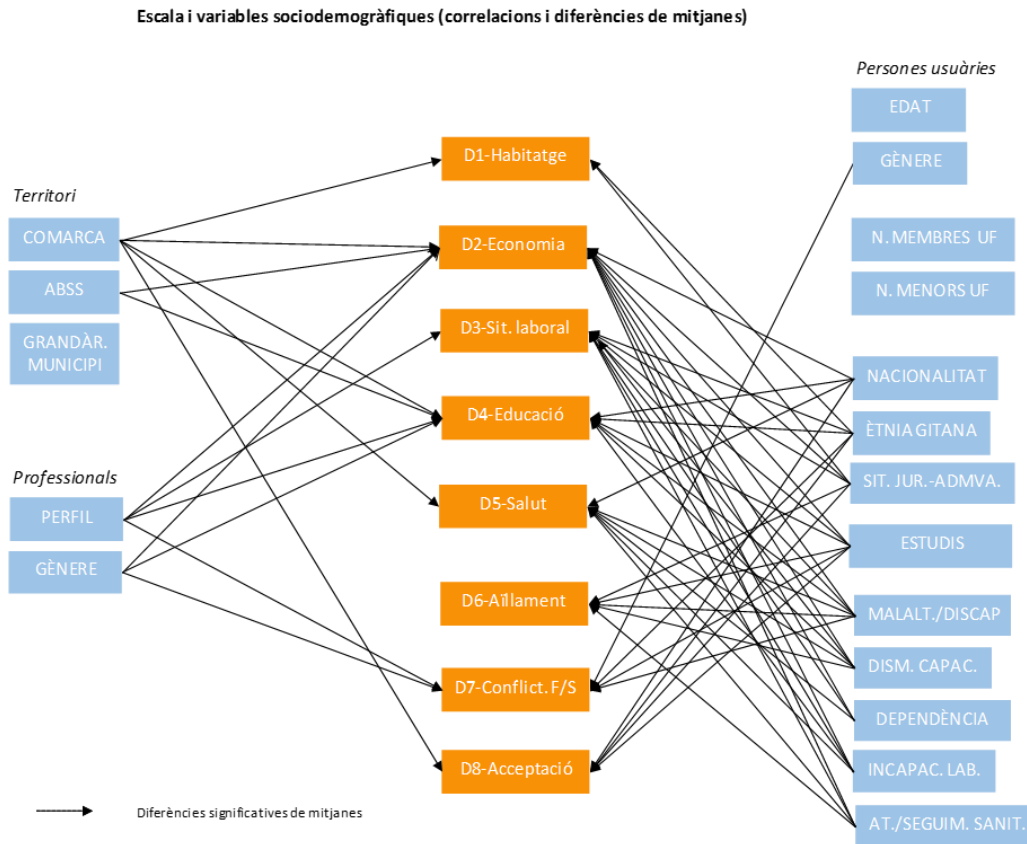 Escala i variables sociodemogràfiques (correlacions i diferències de mitjanes)
Territori
COMARCA
ABSS
GRANDÀR.
MUNICIPI
Professionals
PERFIL
GÈNERE
D1-Habitatge
D2-Economia
D3-Sit. laboral
D4-Educació
D5-Salut
D6-Aïllament
D7-Conflict. F/S
D8-Acceptació
Persones usuàries
EDAT
GÈNERE
N. MEMBRES UF
N. MENORS UF
NACIONALITAT
ÈTNIA GITANA
SIT. JUR.-ADMVA.
ESTUDIS
MALALT./DISCAP
DISM. CAPAC.
DEPENDÈNCIA
INCAPAC. LAB.
AT./SEGUIM. SANIT.
Diferències significatives de mitjanes